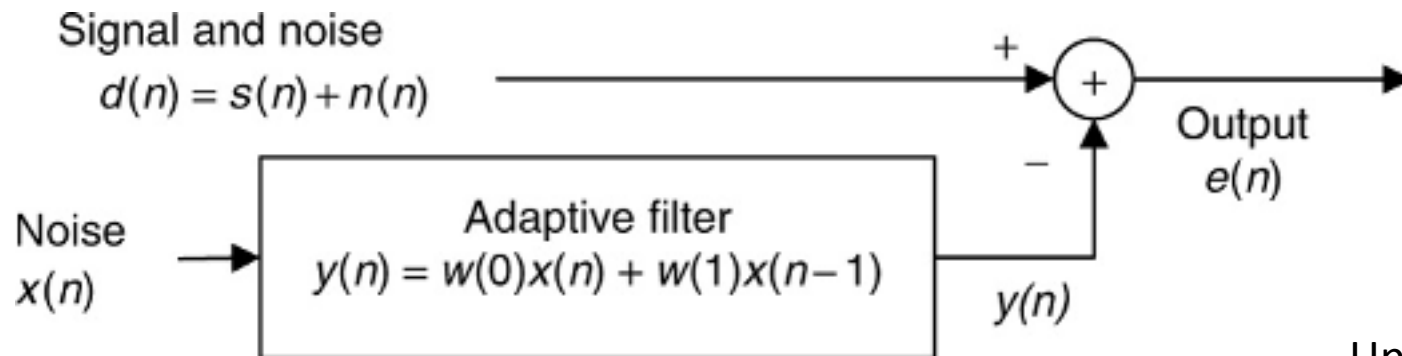 Signal and noise
d(n) = s(n) + n(n)
+
+
Output
e(n)
−
Adaptive filter
y(n) = w(0)x(n) + w(1)x(n−1)
Noise
x(n)
y(n)